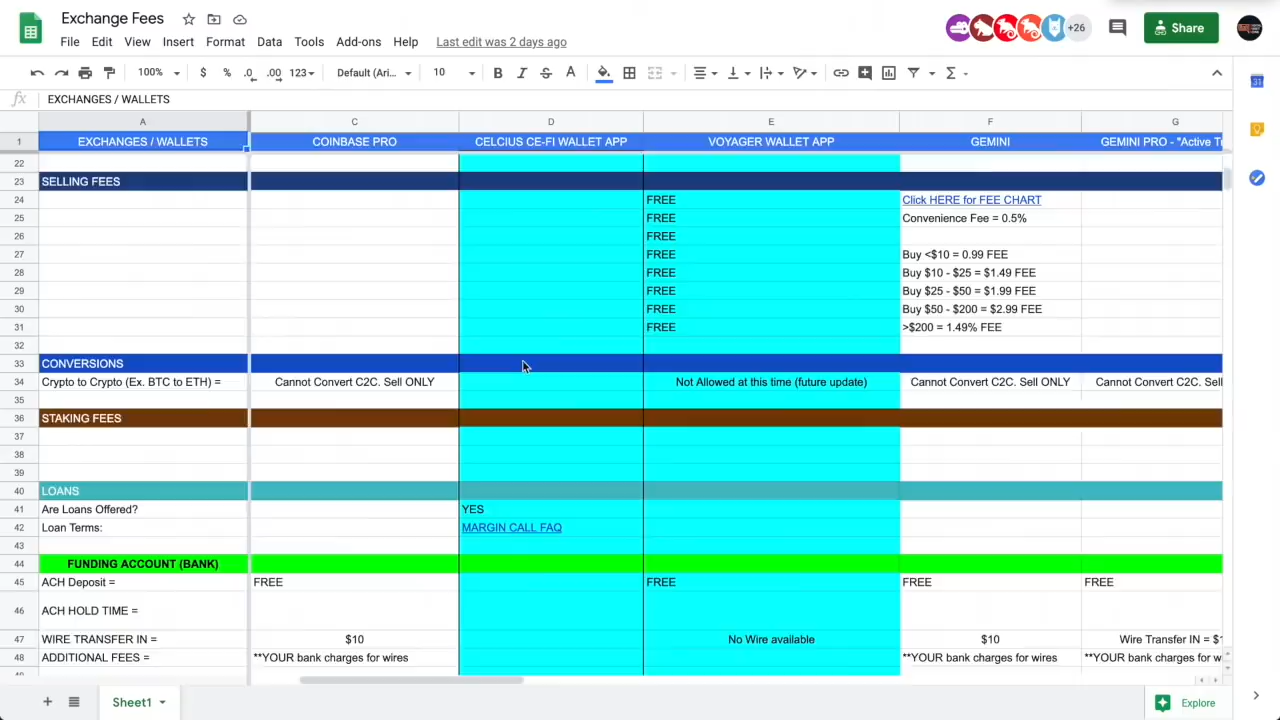 Exchange Fees
+26
Share
File Edit View Insert Format Data Tools Add-ons Help Last edit was 2 days ago
100% $ % .0 .00 123 Default (Ari... 10 B I S A
fx EXCHANGES / WALLETS
A C D E F G
1 EXCHANGES / WALLETS COINBASE PRO CELCIUS CE-FI WALLET APP VOYAGER WALLET APP GEMINI GEMINI PRO - "Active T
22
23 SELLING FEES
24 FREE Click HERE for FEE CHART
25 FREE Convenience Fee = 0.5%
26 FREE
27 FREE Buy <$10 = 0.99 FEE
28 FREE Buy $10 - $25 = $1.49 FEE
29 FREE Buy $25 - $50 = $1.99 FEE
30 FREE Buy $50 - $200 = $2.99 FEE
31 FREE >$200 = 1.49% FEE
32
33 CONVERSIONS
34 Crypto to Crypto (Ex. BTC to ETH) = Cannot Convert C2C. Sell ONLY Not Allowed at this time (future update) Cannot Convert C2C. Sell ONLY Cannot Convert C2C. Sell
35
36 STAKING FEES
37
38
39
40 LOANS
41 Are Loans Offered? YES
42 Loan Terms: MARGIN CALL FAQ
43
44 FUNDING ACCOUNT (BANK)
45 ACH Deposit = FREE FREE FREE FREE
46 ACH HOLD TIME =
47 WIRE TRANSFER IN = $10 No Wire available $10 Wire Transfer IN = $1
48 ADDITIONAL FEES = **YOUR bank charges for wires **YOUR bank charges for wires **YOUR bank charges for w
Sheet1
Explore